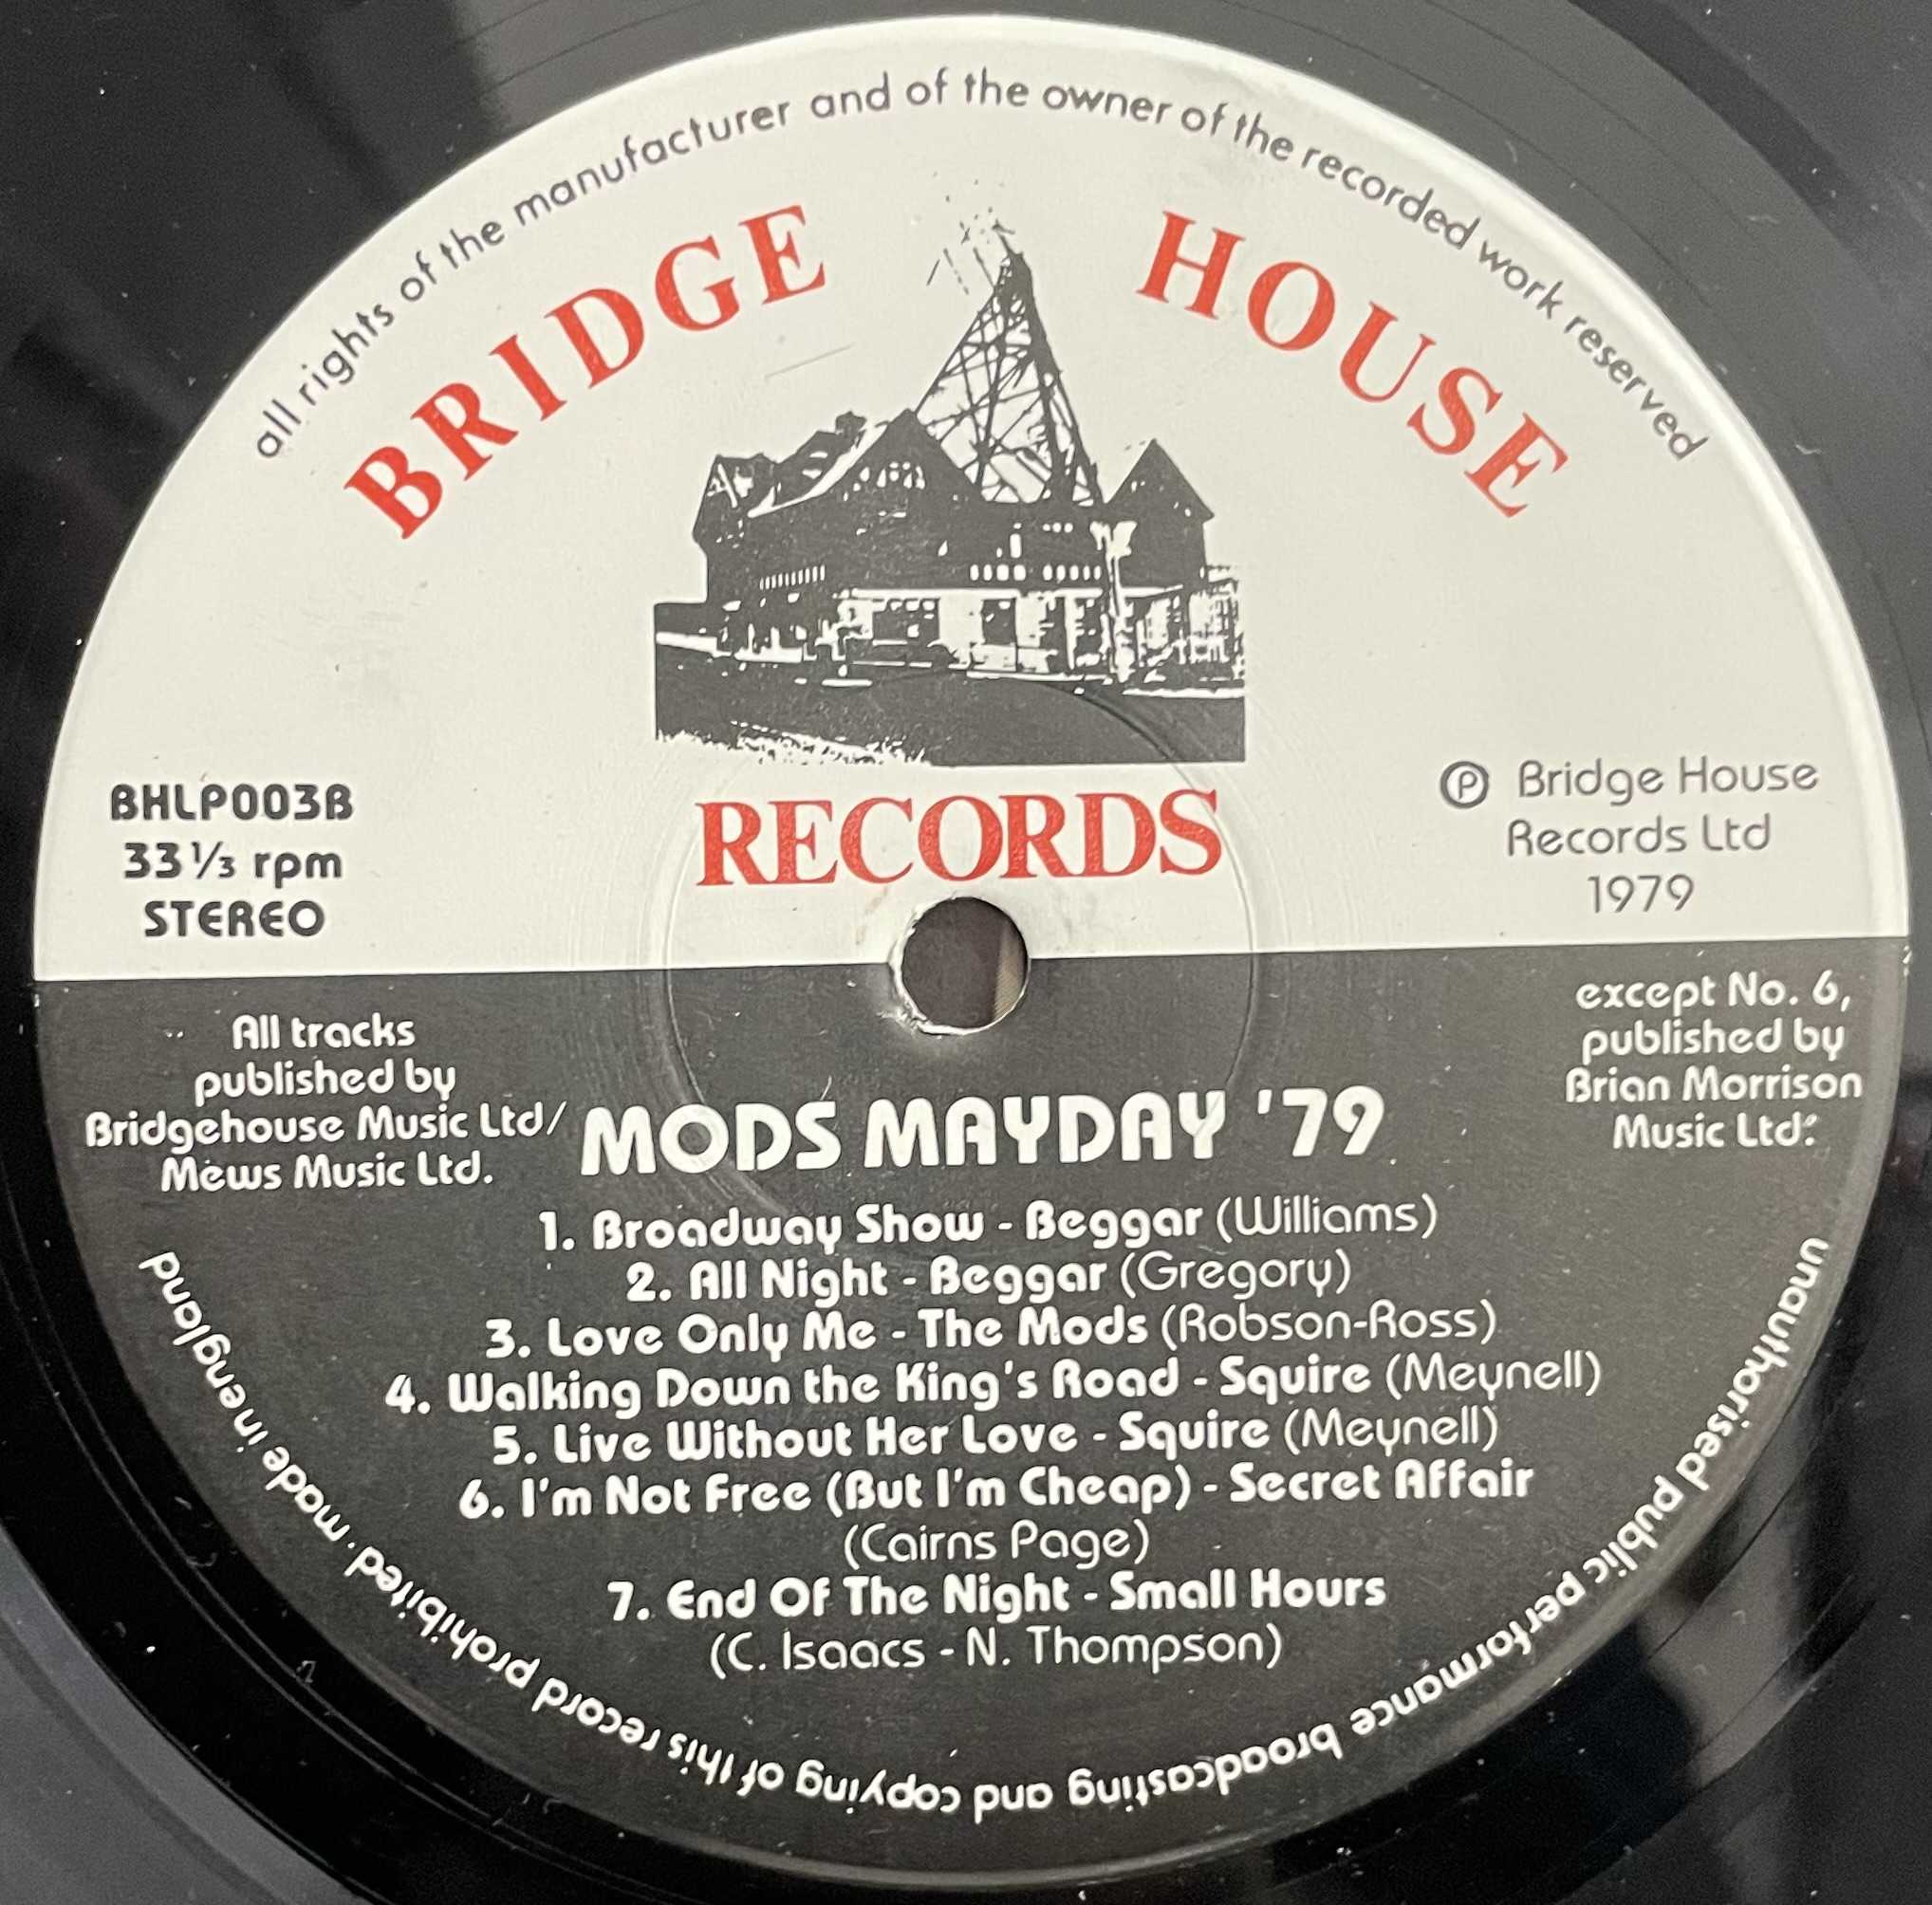 all rights of the manufacturer and of the owner of the recorded work reserved
BRIDGE HOUSE
RECORDS
BHLP003B
33⅓ rpm
STEREO
Ⓟ Bridge House
Records Ltd
1979
All tracks
published by
Bridgehouse Music Ltd/
Mews Music Ltd.
except No. 6,
published by
Brian Morrison
Music Ltd.
MODS MAYDAY '79
1. Broadway Show - Beggar (Williams)
2. All Night - Beggar (Gregory)
3. Love Only Me - The Mods (Robson-Ross)
4. Walking Down the King's Road - Squire (Meynell)
5. Live Without Her Love - Squire (Meynell)
6. I'm Not Free (But I'm Cheap) - Secret Affair
(Cairns Page)
7. End Of The Night - Small Hours
(C. Isaacs - N. Thompson)
unauthorised public performance broadcasting and copying of this record prohibited. made in england